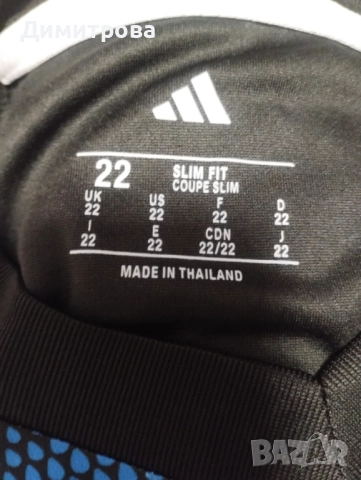 Димитрова
22 SLIM FIT
COUPE SLIM
UK US F D
22 22 22 22
I E CDN J
22 22 22/22 22
MADE IN THAILAND
bazar